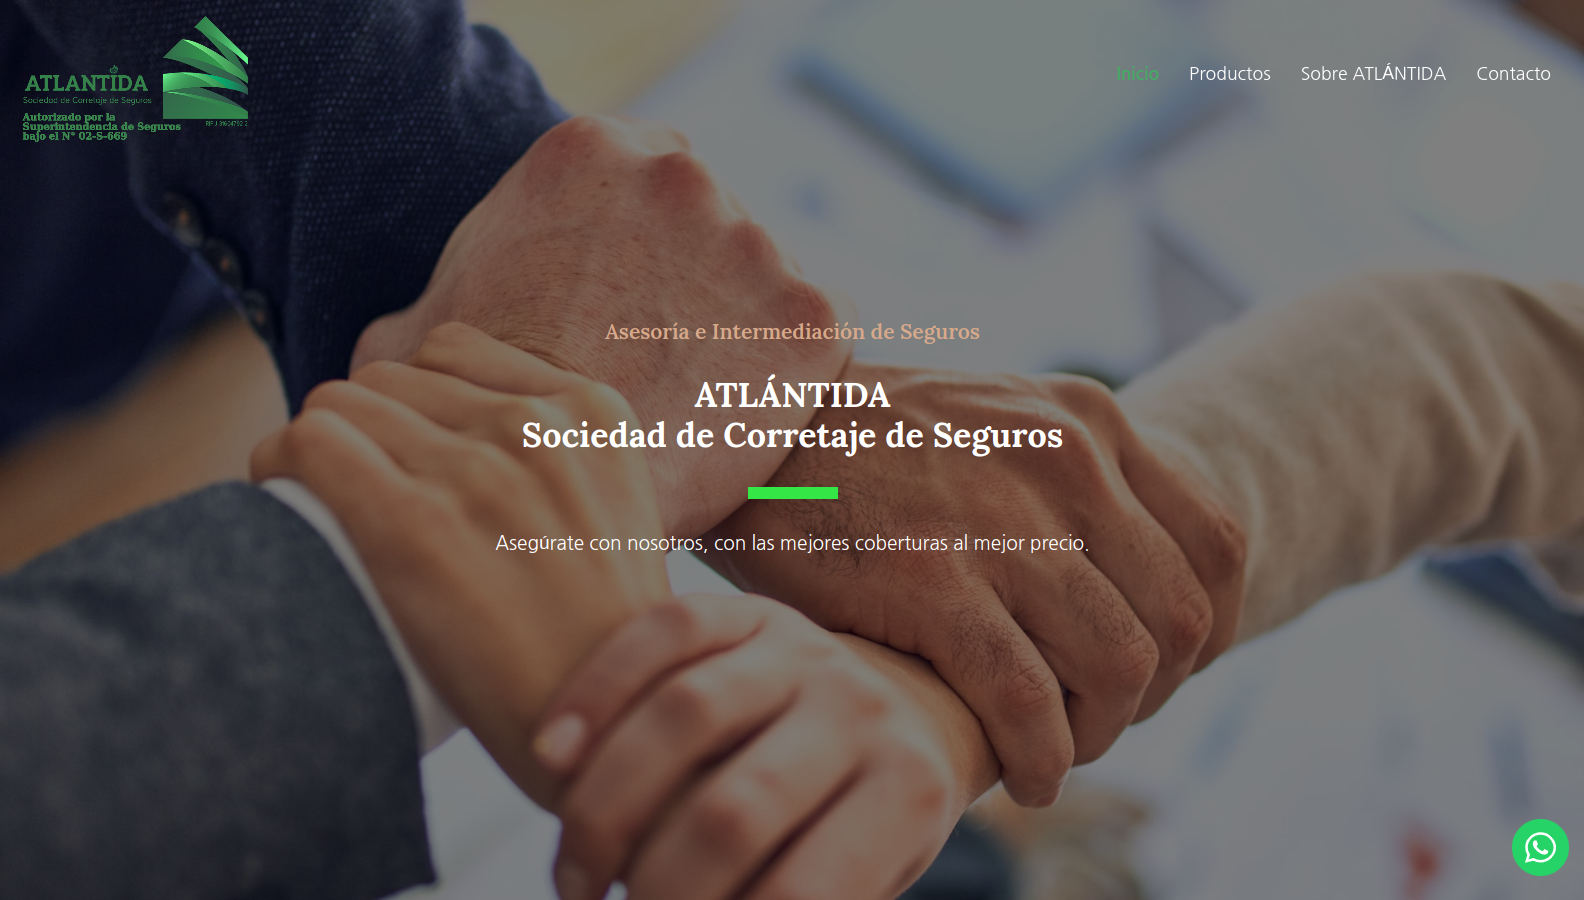 ATLANTIDA
Sociedad de Corretaje de Seguros
Autorizado por la
Superintendencia de Seguros
bajo el N° 02-S-669
Inicio
Productos
Sobre ATLÁNTIDA
Contacto
Asesoría e Intermediación de Seguros
ATLÁNTIDA
Sociedad de Corretaje de Seguros
Asegúrate con nosotros, con las mejores coberturas al mejor precio.